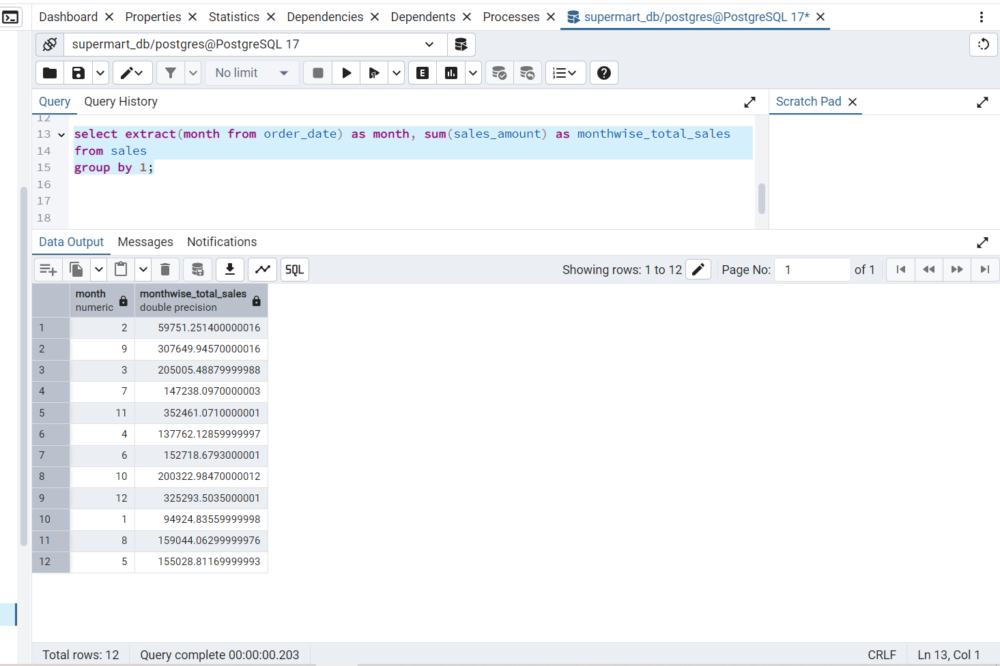 Dashboard Properties Statistics Dependencies Dependents Processes supermart_db/postgres@PostgreSQL 17*
supermart_db/postgres@PostgreSQL 17
No limit
E
Query Query History
Scratch Pad
12
13 select extract(month from order_date) as month, sum(sales_amount) as monthwise_total_sales
14 from sales
15 group by 1;
16
17
18
Data Output Messages Notifications
SQL Showing rows: 1 to 12 Page No: 1 of 1
month monthwise_total_sales
numeric double precision
1 2 59751.251400000016
2 9 307649.94570000016
3 3 205005.48879999988
4 7 147238.0970000003
5 11 352461.0710000001
6 4 137762.12859999997
7 6 152718.6793000001
8 10 200322.98470000012
9 12 325293.5035000001
10 1 94924.83559999998
11 8 159044.06299999976
12 5 155028.81169999993
Total rows: 12 Query complete 00:00:00.203 CRLF Ln 13, Col 1